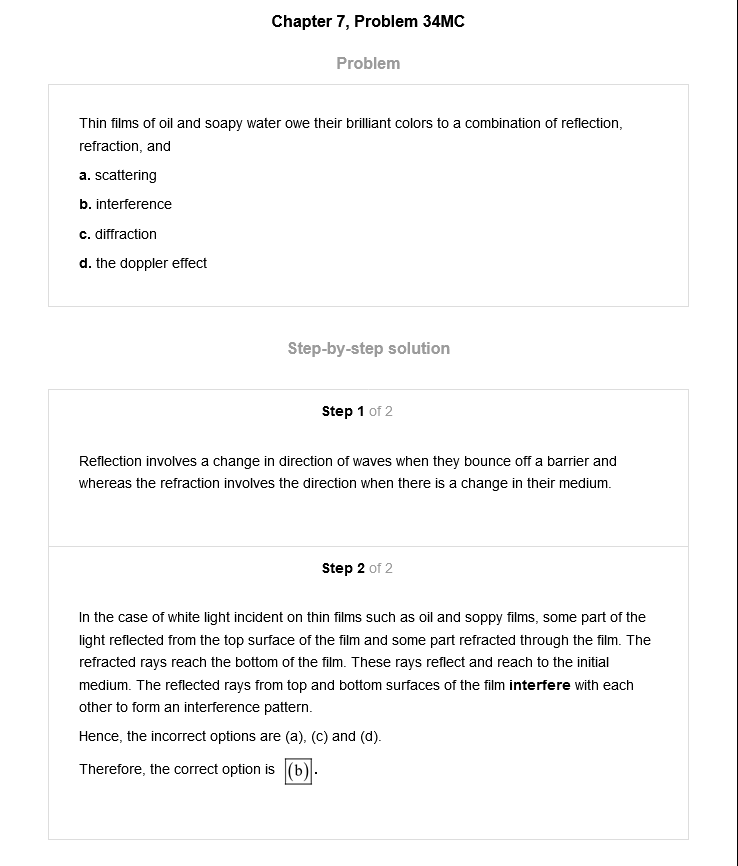 Chapter 7, Problem 34MC
Problem
Thin films of oil and soapy water owe their brilliant colors to a combination of reflection,
refraction, and
a. scattering
b. interference
c. diffraction
d. the doppler effect
Step-by-step solution
Step 1 of 2
Reflection involves a change in direction of waves when they bounce off a barrier and
whereas the refraction involves the direction when there is a change in their medium.
Step 2 of 2
In the case of white light incident on thin films such as oil and soppy films, some part of the
light reflected from the top surface of the film and some part refracted through the film. The
refracted rays reach the bottom of the film. These rays reflect and reach to the initial
medium. The reflected rays from top and bottom surfaces of the film interfere with each
other to form an interference pattern.
Hence, the incorrect options are (a), (c) and (d).
Therefore, the correct option is (b).